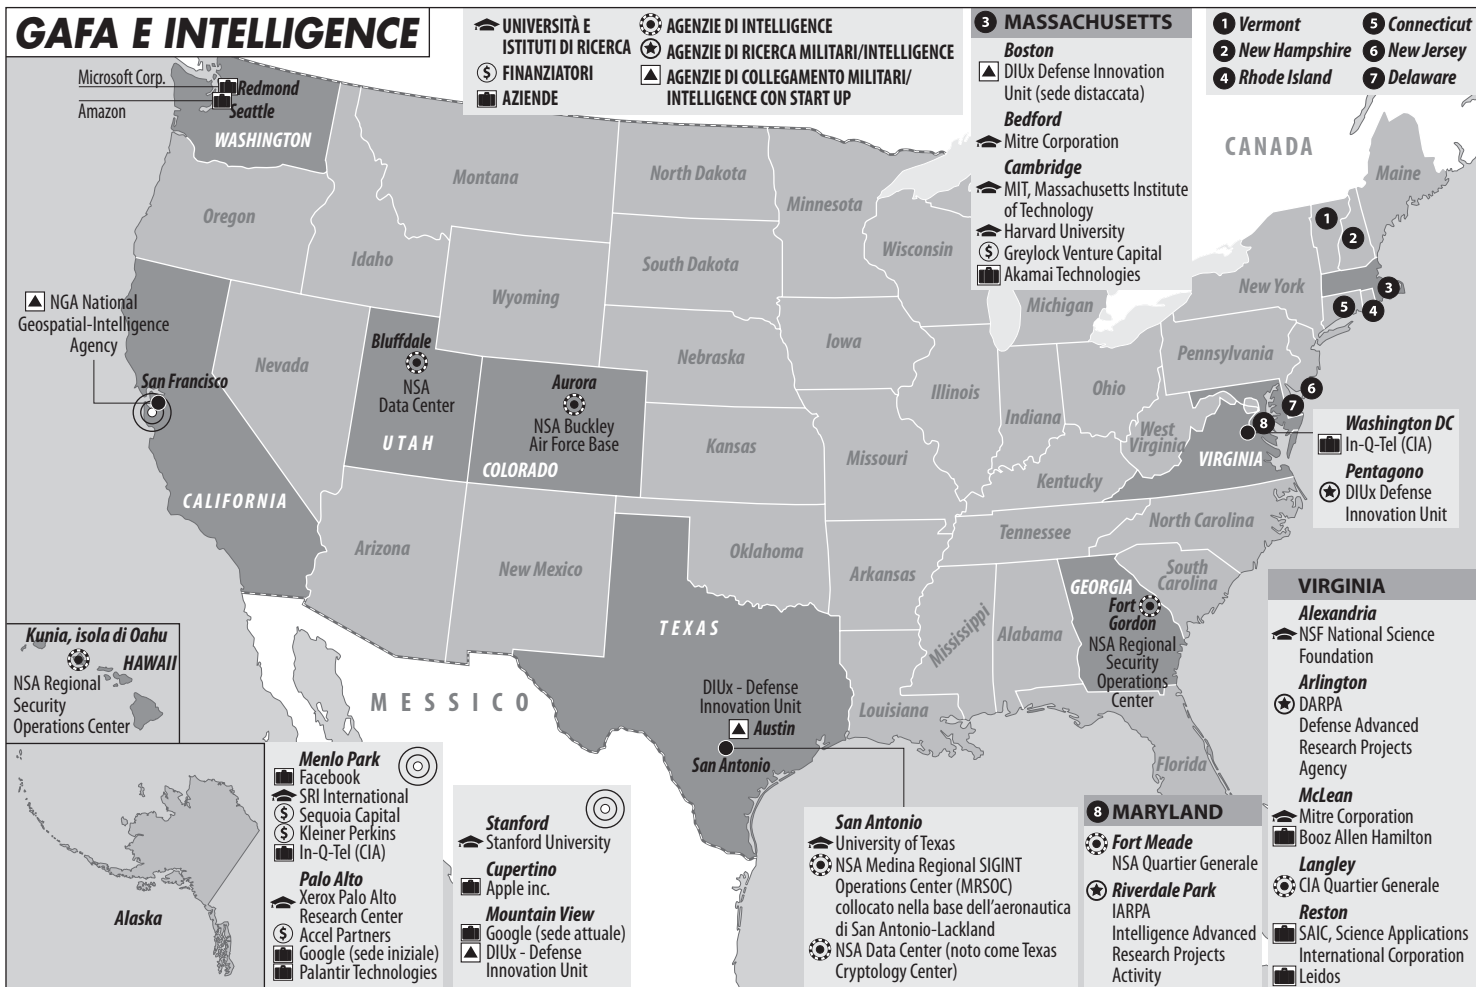 GAFA E INTELLIGENCE
UNIVERSITÀ E
ISTITUTI DI RICERCA
FINANZIATORI
AZIENDE
AGENZIE DI INTELLIGENCE
AGENZIE DI RICERCA MILITARI/INTELLIGENCE
AGENZIE DI COLLEGAMENTO MILITARI/
INTELLIGENCE CON START UP
3 MASSACHUSETTS
Boston
DIUx Defense Innovation
Unit (sede distaccata)
Bedford
Mitre Corporation
Cambridge
MIT, Massachusetts Institute
of Technology
Harvard University
Greylock Venture Capital
Akamai Technologies
1 Vermont
2 New Hampshire
4 Rhode Island
5 Connecticut
6 New Jersey
7 Delaware
Microsoft Corp.
Amazon
Redmond
Seattle
WASHINGTON
CANADA
Maine
Montana
North Dakota
Minnesota
Oregon
Idaho
Wisconsin
South Dakota
Wyoming
Michigan
New York
1
2
3
4
5
6
7
8
NGA National
Geospatial-Intelligence
Agency
San Francisco
Nevada
Bluffdale
NSA
Data Center
UTAH
Aurora
NSA Buckley
Air Force Base
COLORADO
Nebraska
Iowa
Illinois
Indiana
Ohio
Pennsylvania
West
Virginia
VIRGINIA
Kansas
Missouri
Kentucky
Washington DC
In-Q-Tel (CIA)
Pentagono
DIUx Defense
Innovation Unit
CALIFORNIA
Arizona
New Mexico
Oklahoma
Arkansas
Tennessee
North Carolina
South
Carolina
GEORGIA
Fort
Gordon
NSA Regional
Security
Operations
Center
Mississippi
Alabama
TEXAS
Louisiana
Florida
DIUx - Defense
Innovation Unit
Austin
San Antonio
MESSICO
Kunia, isola di Oahu
HAWAII
NSA Regional
Security
Operations Center
Alaska
Menlo Park
Facebook
SRI International
Sequoia Capital
Kleiner Perkins
In-Q-Tel (CIA)
Palo Alto
Xerox Palo Alto
Research Center
Accel Partners
Google (sede iniziale)
Palantir Technologies
Stanford
Stanford University
Cupertino
Apple inc.
Mountain View
Google (sede attuale)
DIUx - Defense
Innovation Unit
San Antonio
University of Texas
NSA Medina Regional SIGINT
Operations Center (MRSOC)
collocato nella base dell'aeronautica
di San Antonio-Lackland
NSA Data Center (noto come Texas
Cryptology Center)
8 MARYLAND
Fort Meade
NSA Quartier Generale
Riverdale Park
IARPA
Intelligence Advanced
Research Projects
Activity
VIRGINIA
Alexandria
NSF National Science
Foundation
Arlington
DARPA
Defense Advanced
Research Projects
Agency
McLean
Mitre Corporation
Booz Allen Hamilton
Langley
CIA Quartier Generale
Reston
SAIC, Science Applications
International Corporation
Leidos